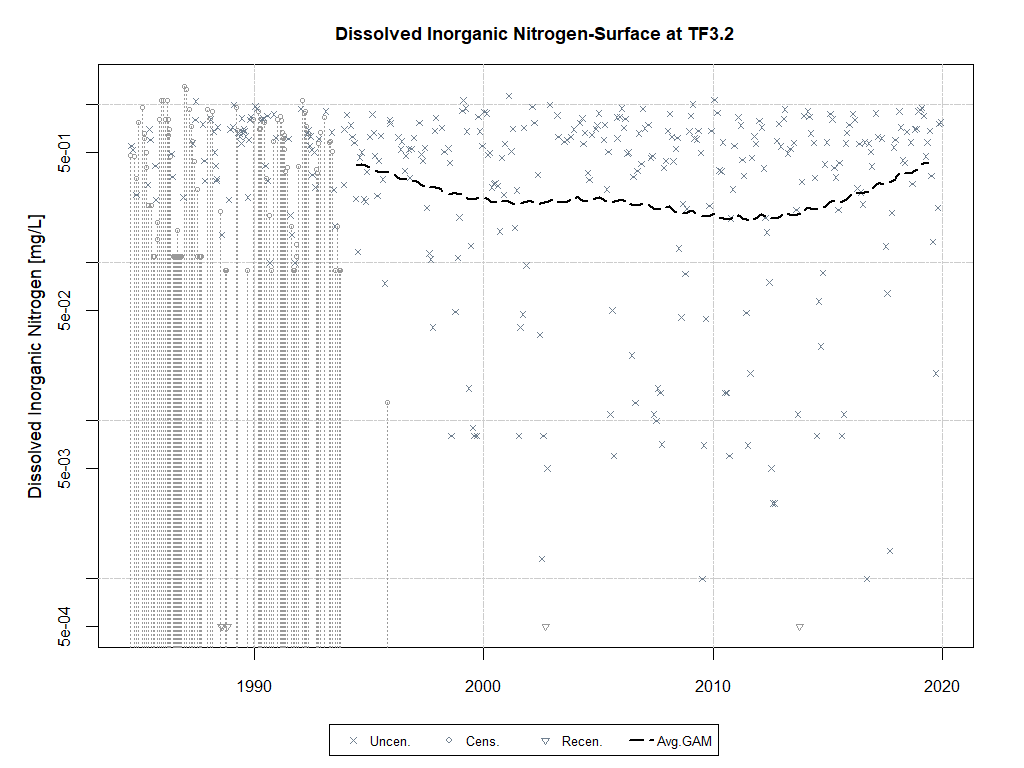 Dissolved Inorganic Nitrogen-Surface at TF3.2
Dissolved Inorganic Nitrogen [mg/L]
5e-01
5e-02
5e-03
5e-04
1990 2000 2010 2020
Uncen. Cens. Recen. Avg.GAM